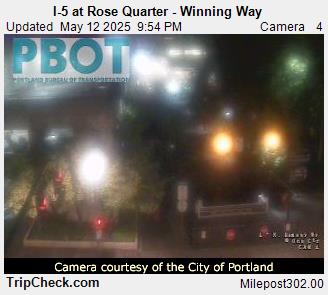 I-5 at Rose Quarter - Winning Way
Updated May 12 2025 9:54 PM Camera 4
PBOT
PORTLAND BUREAU OF TRANSPORTATION
Camera courtesy of the City of Portland
TripCheck.com Milepost302.00